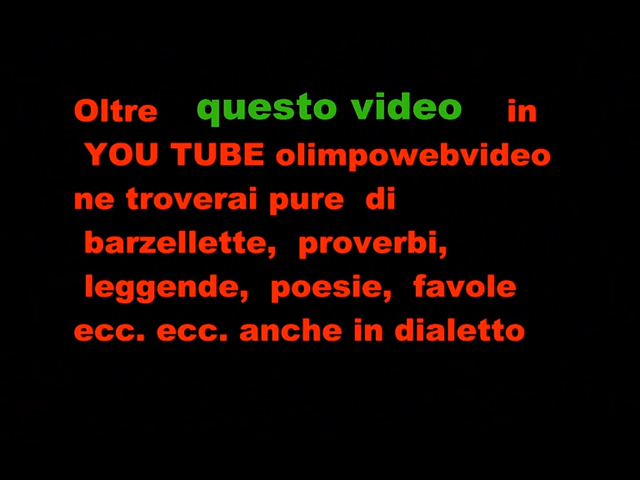 Oltre questo video in
YOU TUBE olimpowebvideo
ne troverai pure di
barzellette, proverbi,
leggende, poesie, favole
ecc. ecc. anche in dialetto